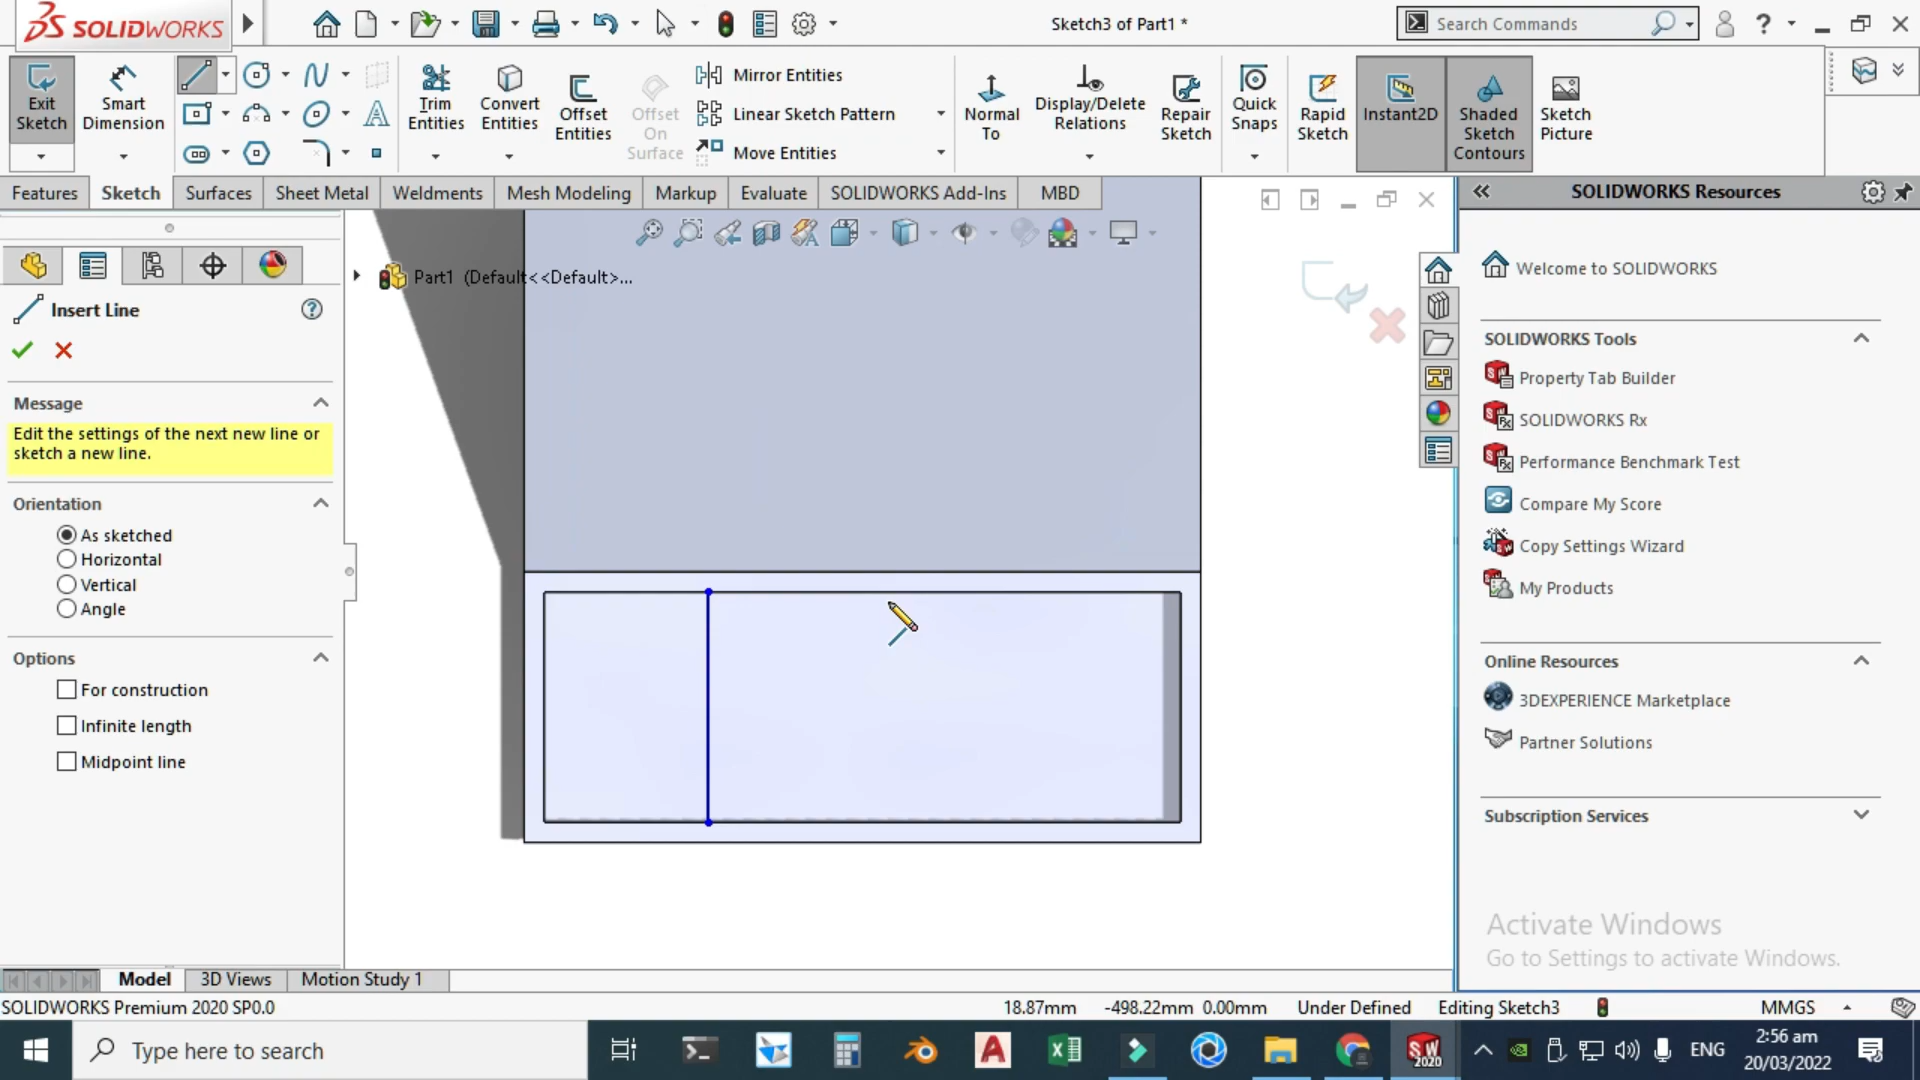 SOLIDWORKS
Sketch3 of Part1 *
Search Commands
Exit Sketch
Smart Dimension
Trim Entities
Convert Entities
Offset Entities
Offset On Surface
Mirror Entities
Linear Sketch Pattern
Move Entities
Normal To
Display/Delete Relations
Repair Sketch
Quick Snaps
Rapid Sketch
Instant2D
Shaded Sketch Contours
Sketch Picture
Features
Sketch
Surfaces
Sheet Metal
Weldments
Mesh Modeling
Markup
Evaluate
SOLIDWORKS Add-Ins
MBD
SOLIDWORKS Resources
Part1 (Default<<Default>...
Insert Line
Message
Edit the settings of the next new line or
sketch a new line.
Orientation
As sketched
Horizontal
Vertical
Angle
Options
For construction
Infinite length
Midpoint line
Welcome to SOLIDWORKS
SOLIDWORKS Tools
Property Tab Builder
SOLIDWORKS Rx
Performance Benchmark Test
Compare My Score
Copy Settings Wizard
My Products
Online Resources
3DEXPERIENCE Marketplace
Partner Solutions
Subscription Services
Activate Windows
Go to Settings to activate Windows.
Model
3D Views
Motion Study 1
SOLIDWORKS Premium 2020 SP0.0
18.87mm
-498.22mm 0.00mm
Under Defined
Editing Sketch3
MMGS
Type here to search
SW 2020
ENG
2:56 am
20/03/2022